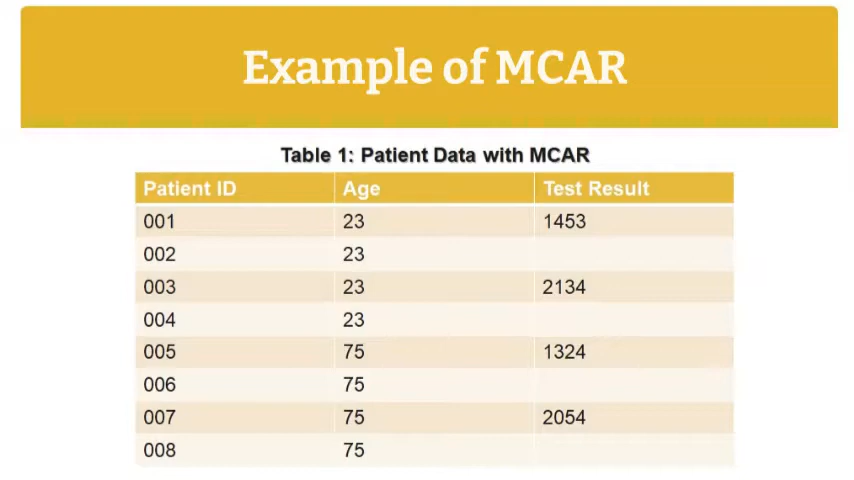 Example of MCAR
Table 1: Patient Data with MCAR
Patient ID Age Test Result
001 23 1453
002 23
003 23 2134
004 23
005 75 1324
006 75
007 75 2054
008 75